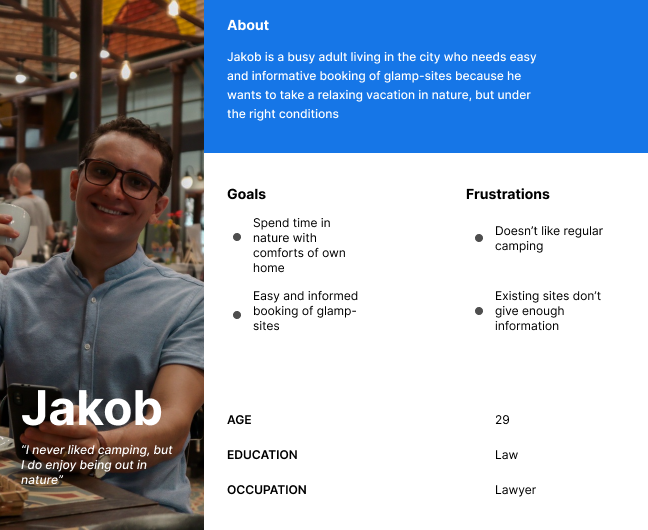 About
Jakob is a busy adult living in the city who needs easy
and informative booking of glamp-sites because he
wants to take a relaxing vacation in nature, but under
the right conditions
Goals
Spend time in
nature with
comforts of own
home
Easy and informed
booking of glamp-
sites
Frustrations
Doesn’t like regular
camping
Existing sites don’t
give enough
information
Jakob
“I never liked camping, but
I do enjoy being out in
nature”
AGE 29
EDUCATION Law
OCCUPATION Lawyer